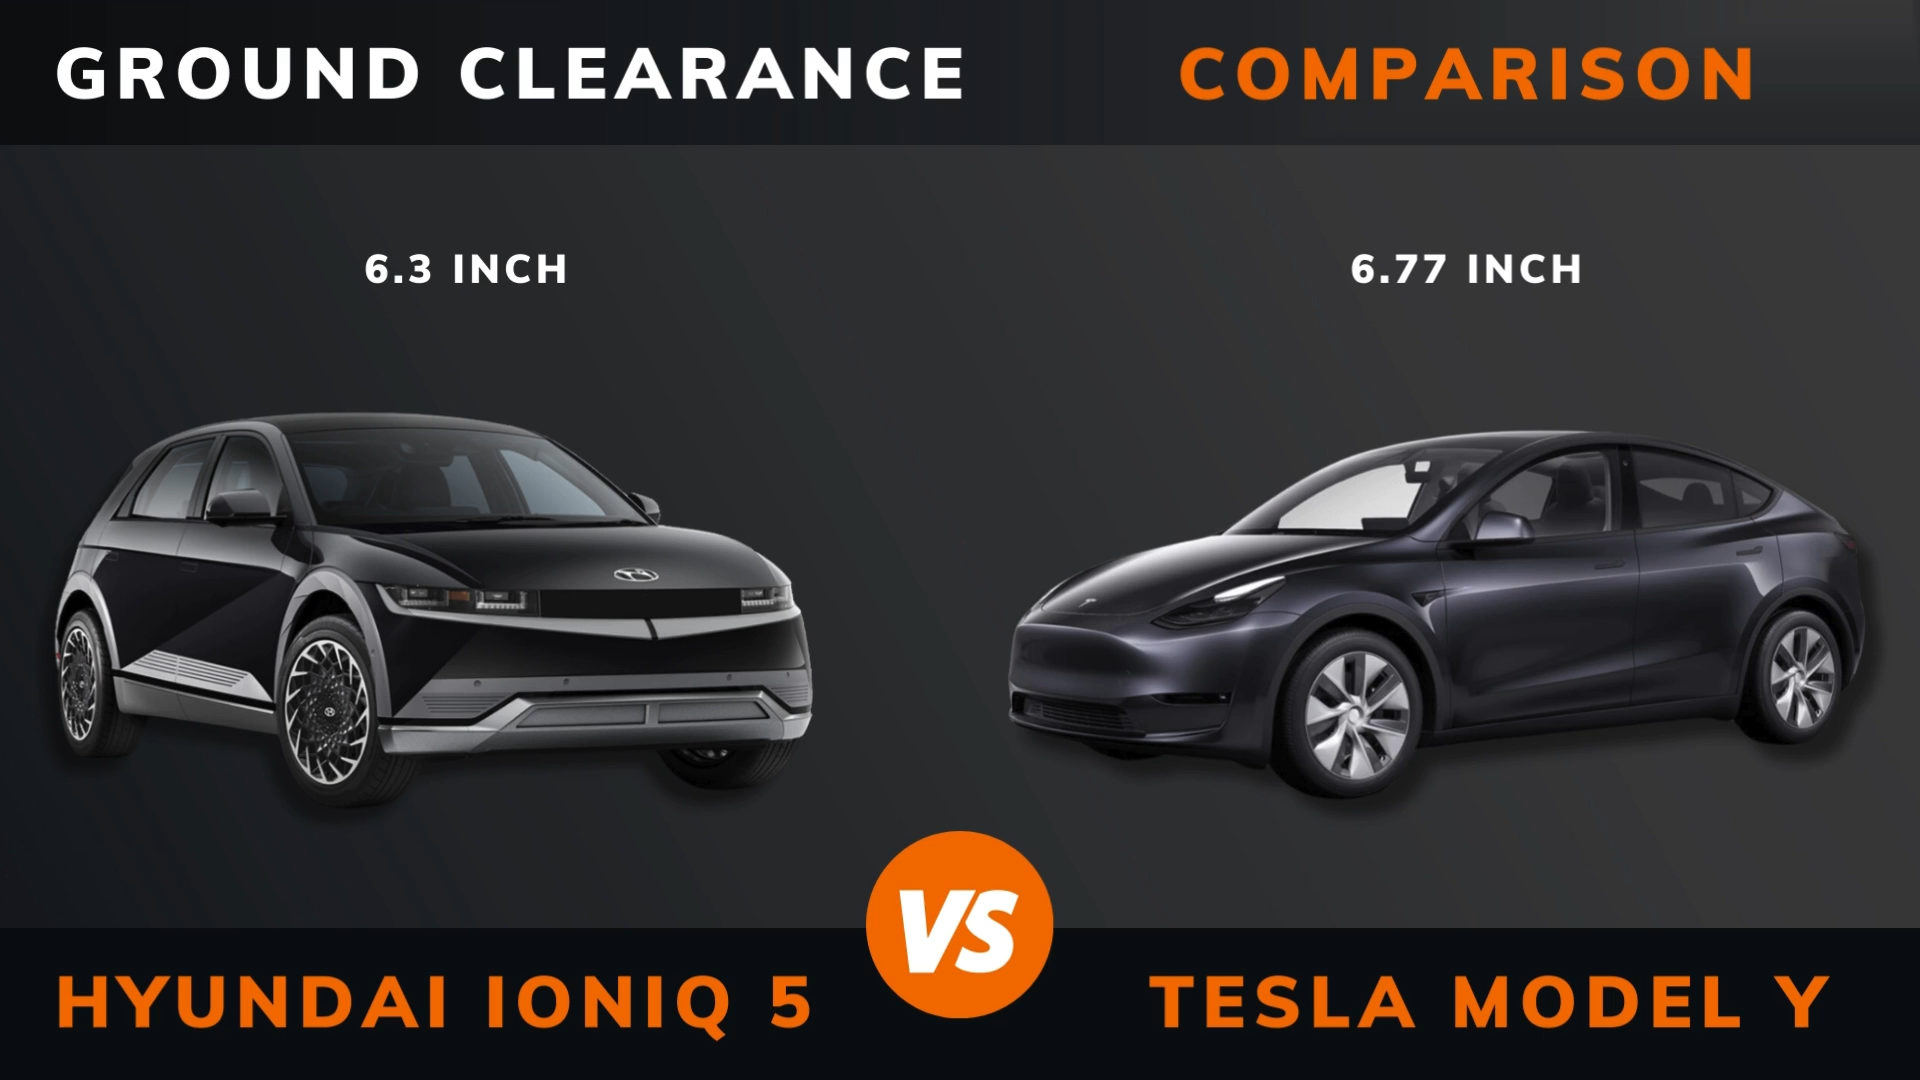 GROUND CLEARANCE COMPARISON
6.3 INCH 6.77 INCH
VS
HYUNDAI IONIQ 5 TESLA MODEL Y